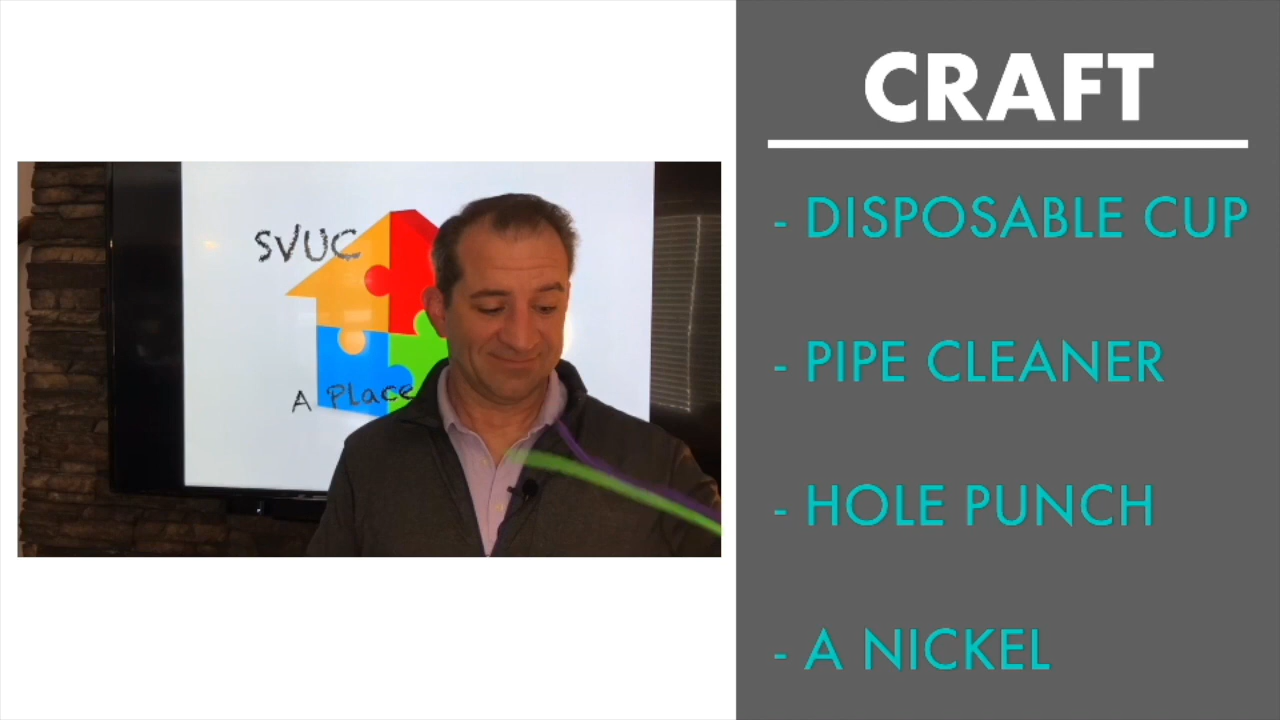 SVUC
A Place
CRAFT
- DISPOSABLE CUP
- PIPE CLEANER
- HOLE PUNCH
- A NICKEL